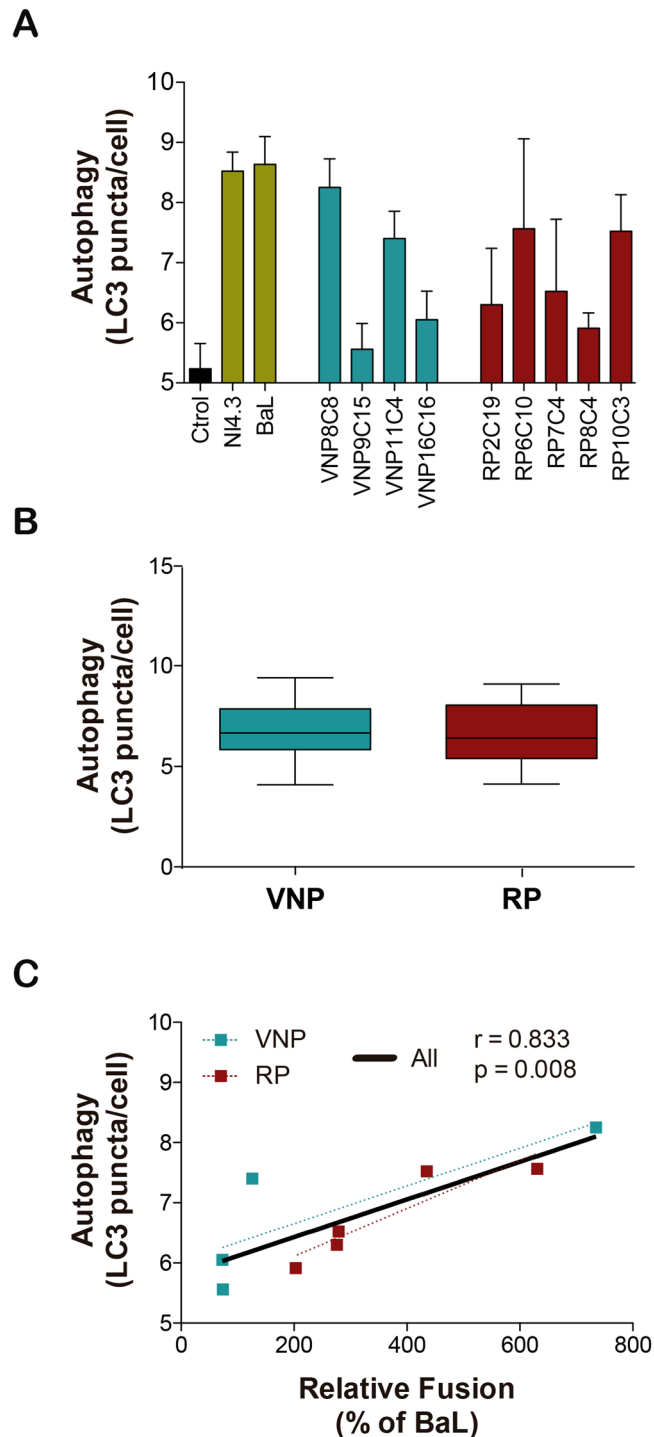 A
Autophagy
(LC3 puncta/cell)
10
9
8
7
6
5
Ctrol
Nl4.3
BaL
VNP8C8
VNP9C15
VNP11C4
VNP16C16
RP2C19
RP6C10
RP7C4
RP8C4
RP10C3
B
Autophagy
(LC3 puncta/cell)
15
10
5
0
VNP
RP
C
Autophagy
(LC3 puncta/cell)
10
9
8
7
6
5
VNP
RP
All
r = 0.833
p = 0.008
0
200
400
600
800
Relative Fusion
(% of BaL)